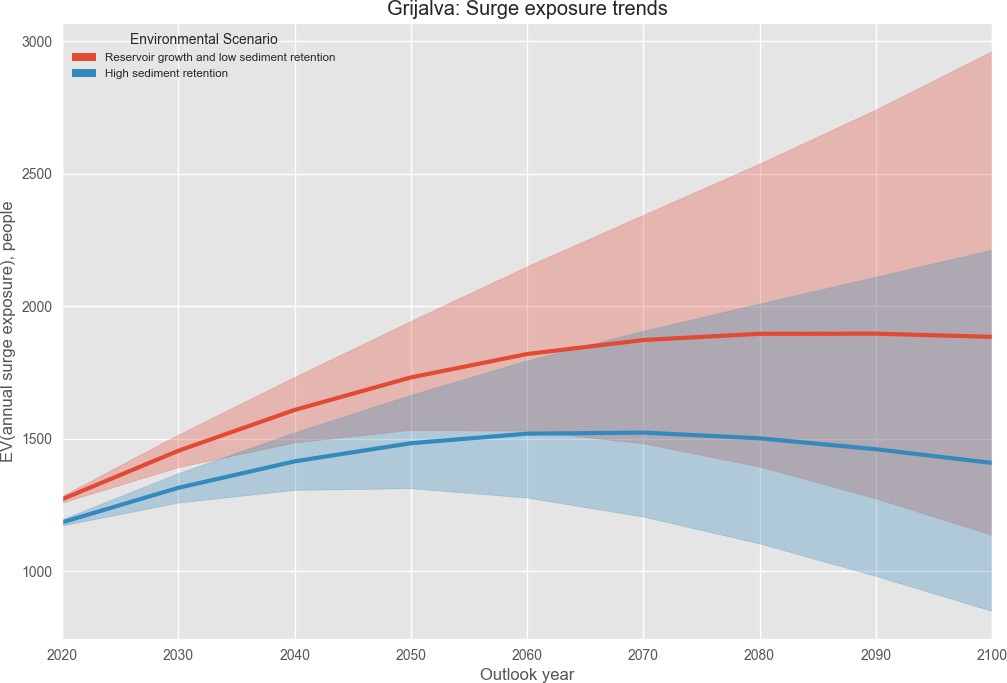 Grijalva: Surge exposure trends
Environmental Scenario
Reservoir growth and low sediment retention
High sediment retention
EV(annual surge exposure), people
3000
2500
2000
1500
1000
2020 2030 2040 2050 2060 2070 2080 2090 2100
Outlook year